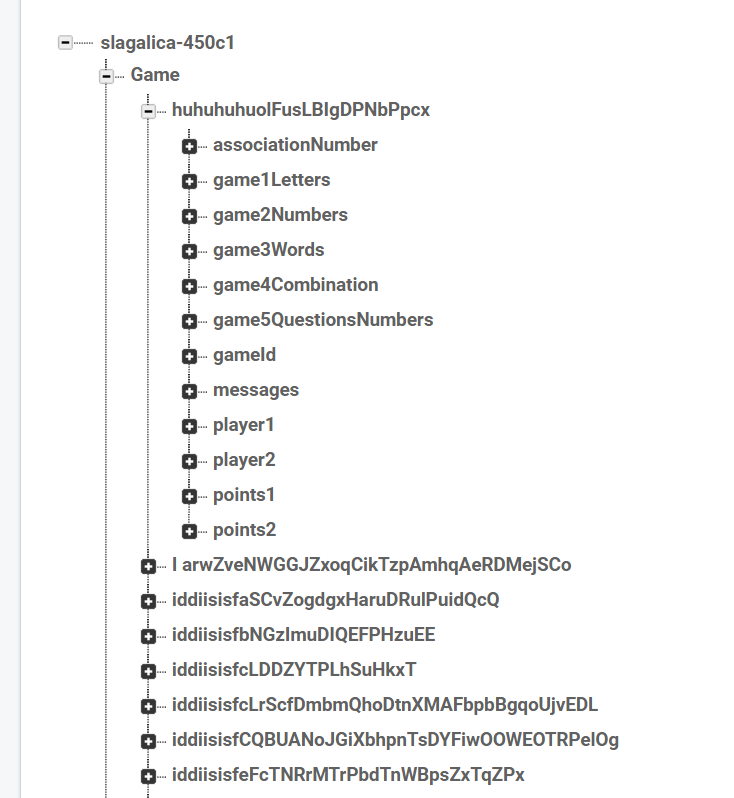 slagalica-450c1
Game
huhuhuhuolFusLBIgDPNbPpcx
associationNumber
game1Letters
game2Numbers
game3Words
game4Combination
game5QuestionsNumbers
gameId
messages
player1
player2
points1
points2
I arwZveNWGGJZxoqCikTzpAmhqAeRDMejSCo
iddiisisfaSCvZogdgxHaruDRulPuidQcQ
iddiisisfbNGzImuDIQEFPHzuEE
iddiisisfcLDDZYTPLhSuHkxT
iddiisisfcLrScfDmbmQhoDtnXMAFbpbBgqoUjvEDL
iddiisisfCQBUANoJGiXbhpnTsDYFiwOOWEOTRPelOg
iddiisisfeFcTNRrMTrPbdTnWBpsZxTqZPx